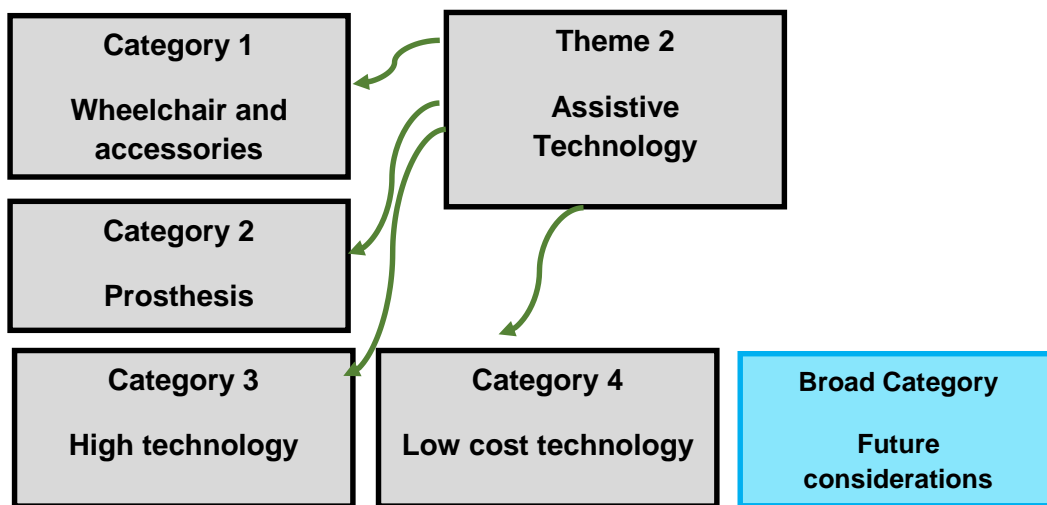 Category 1
Wheelchair and
accessories
Theme 2
Assistive
Technology
Category 2
Prosthesis
Category 3
High technology
Category 4
Low cost technology
Broad Category
Future
considerations